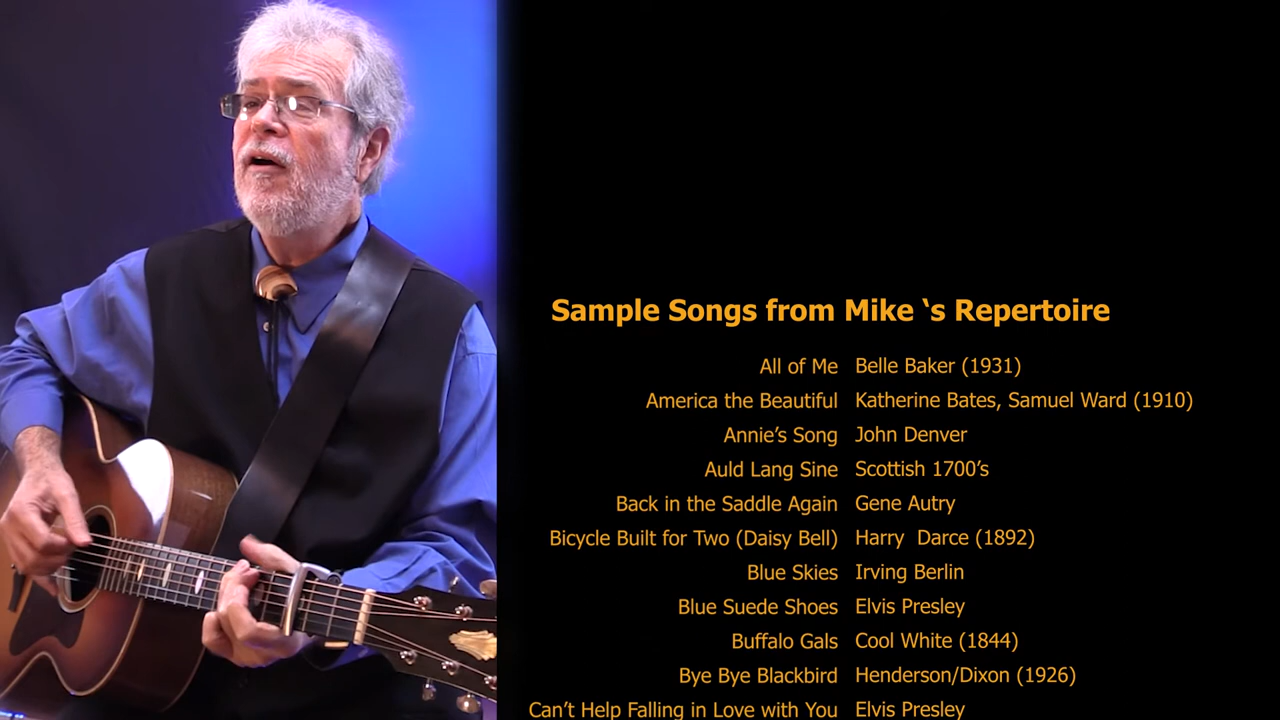 Sample Songs from Mike ‘s Repertoire
All of Me Belle Baker (1931)
America the Beautiful Katherine Bates, Samuel Ward (1910)
Annie’s Song John Denver
Auld Lang Sine Scottish 1700’s
Back in the Saddle Again Gene Autry
Bicycle Built for Two (Daisy Bell) Harry  Darce (1892)
Blue Skies Irving Berlin
Blue Suede Shoes Elvis Presley
Buffalo Gals Cool White (1844)
Bye Bye Blackbird Henderson/Dixon (1926)
Can’t Help Falling in Love with You Elvis Presley